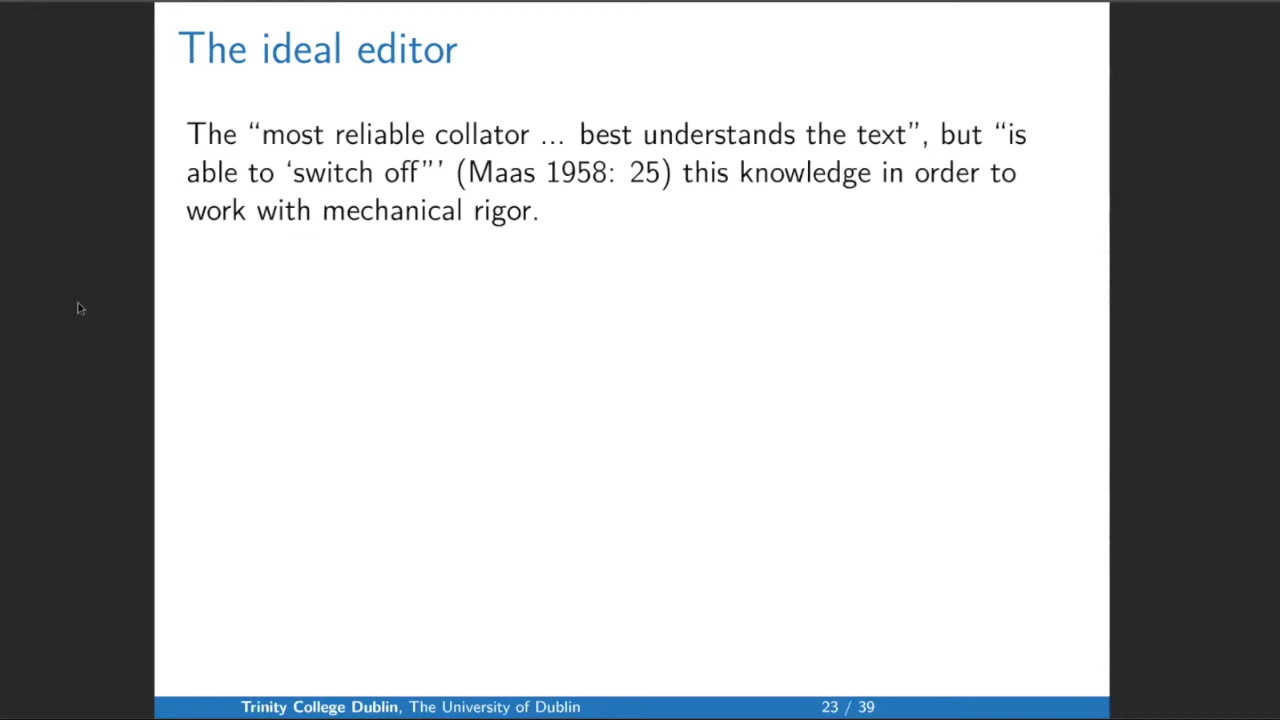 The ideal editor
The “most reliable collator ... best understands the text”, but “is
able to ‘switch off”’ (Maas 1958: 25) this knowledge in order to
work with mechanical rigor.
Trinity College Dublin, The University of Dublin 23 / 39